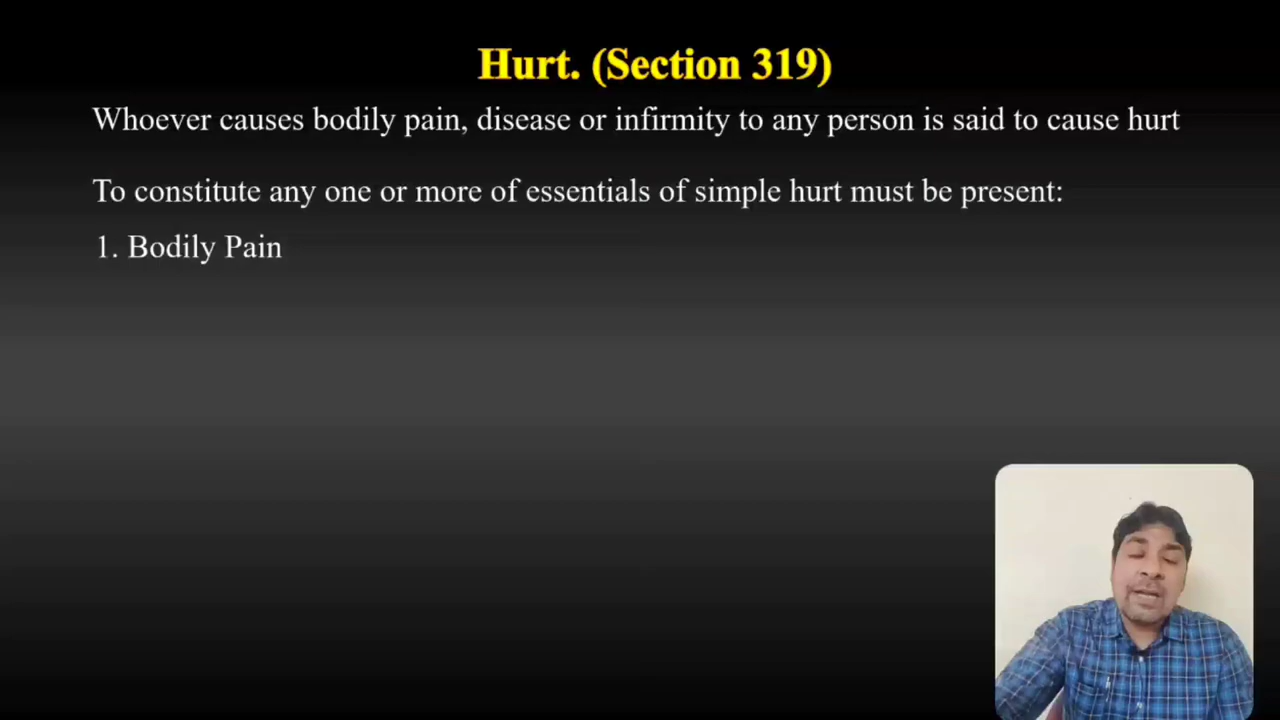 Hurt. (Section 319)
Whoever causes bodily pain, disease or infirmity to any person is said to cause hurt
To constitute any one or more of essentials of simple hurt must be present:
1. Bodily Pain